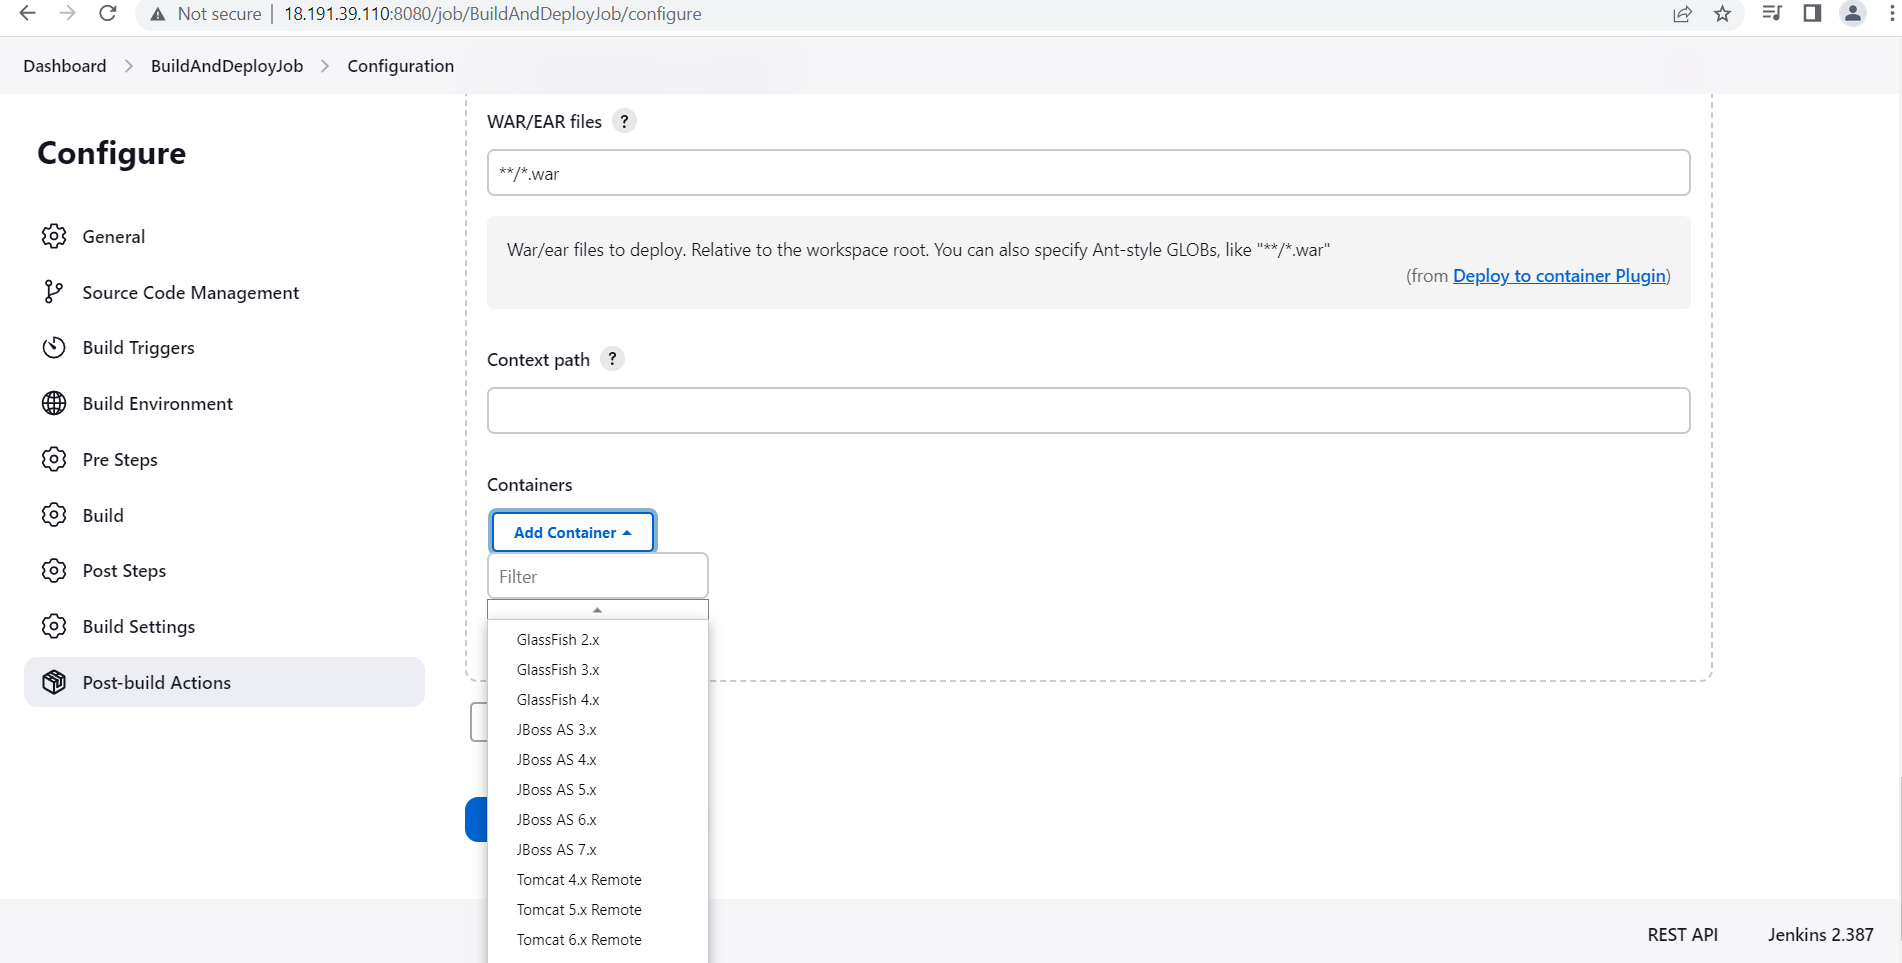 Not secure | 18.191.39.110:8080/job/BuildAndDeployJob/configure
Dashboard > BuildAndDeployJob > Configuration
Configure
General
Source Code Management
Build Triggers
Build Environment
Pre Steps
Build
Post Steps
Build Settings
Post-build Actions
WAR/EAR files ?
**/*.war
War/ear files to deploy. Relative to the workspace root. You can also specify Ant-style GLOBs, like "**/*.war"
(from Deploy to container Plugin)
Context path ?
Containers
Add Container
Filter
GlassFish 2.x
GlassFish 3.x
GlassFish 4.x
JBoss AS 3.x
JBoss AS 4.x
JBoss AS 5.x
JBoss AS 6.x
JBoss AS 7.x
Tomcat 4.x Remote
Tomcat 5.x Remote
Tomcat 6.x Remote
REST API Jenkins 2.387